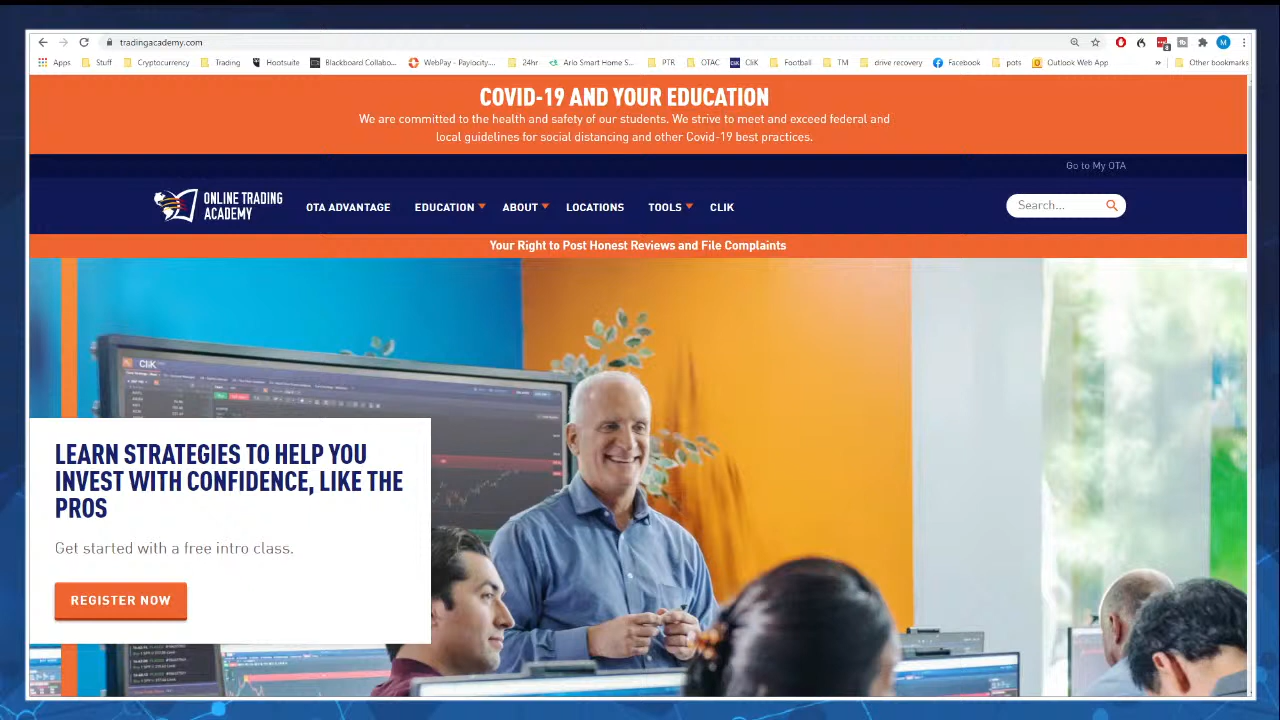 tradingacademy.com
Apps Stuff Cryptocurrency Trading Hootsuite Blackboard Collabo... WebPay - Paylocity... 24hr Arlo Smart Home S... PTR OTAC CliK Football TM drive recovery Facebook pots Outlook Web App » Other bookmarks
COVID-19 AND YOUR EDUCATION
We are committed to the health and safety of our students. We strive to meet and exceed federal and
local guidelines for social distancing and other Covid-19 best practices.
Go to My OTA
ONLINE TRADING
ACADEMY
OTA ADVANTAGE EDUCATION ABOUT LOCATIONS TOOLS CLIK
Search...
Your Right to Post Honest Reviews and File Complaints
CliK
LEARN STRATEGIES TO HELP YOU
INVEST WITH CONFIDENCE, LIKE THE
PROS
Get started with a free intro class.
REGISTER NOW